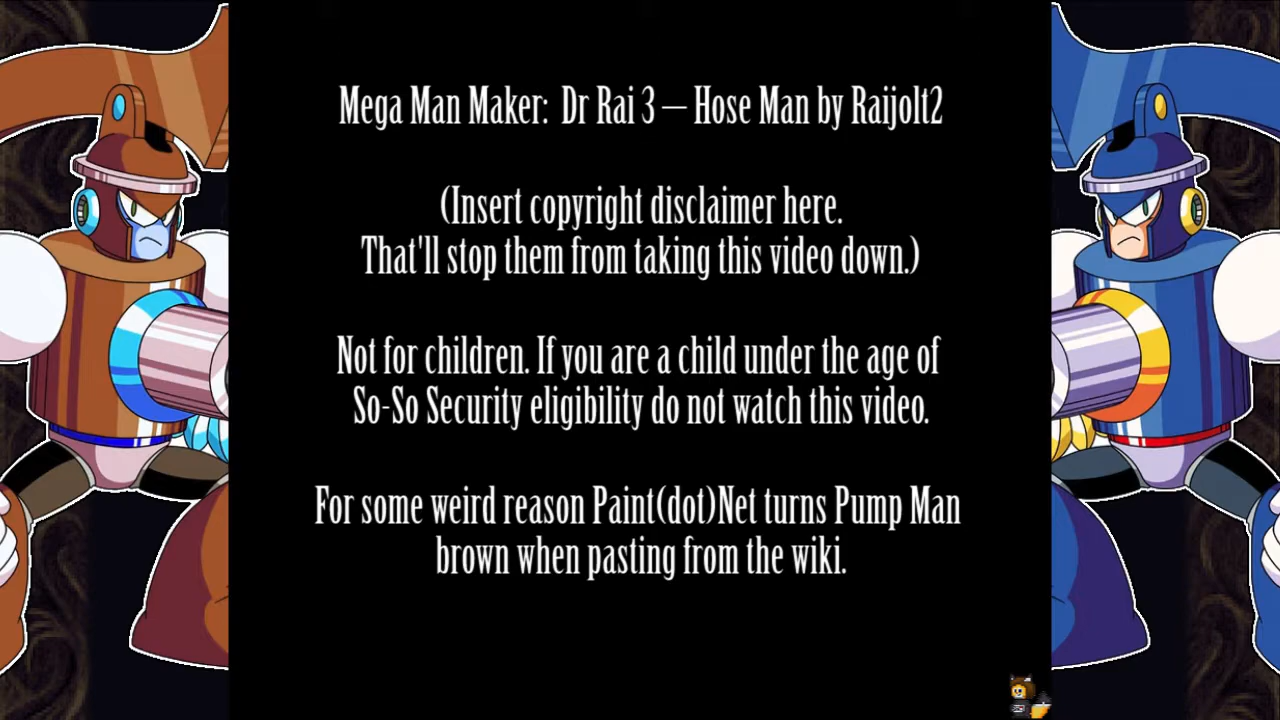 Mega Man Maker: Dr Rai 3 – Hose Man by Raijolt2
(Insert copyright disclaimer here.
That'll stop them from taking this video down.)
Not for children. If you are a child under the age of
So-So Security eligibility do not watch this video.
For some weird reason Paint(dot)Net turns Pump Man
brown when pasting from the wiki.